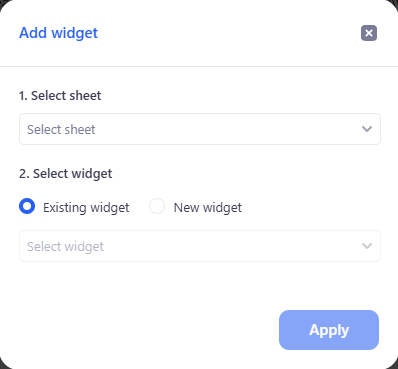 Add widget
1. Select sheet
Select sheet
2. Select widget
Existing widget New widget
Select widget
Apply